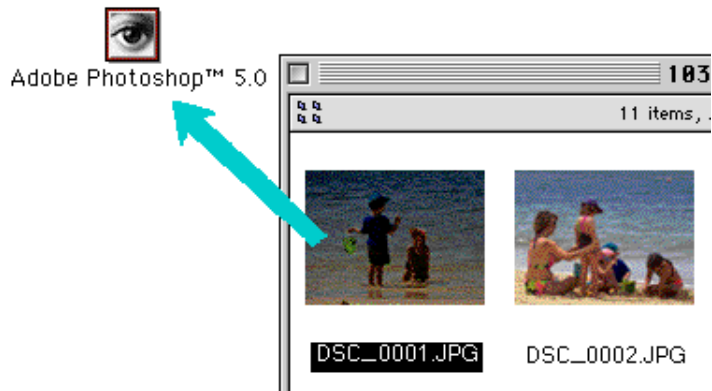 Adobe Photoshop™ 5.0
103
11 items, .
DSC_0001.JPG
DSC_0002.JPG